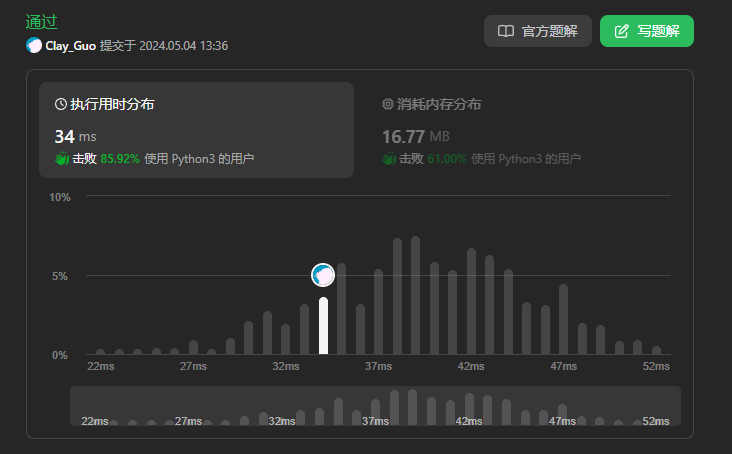 通过
Clay_Guo 提交于 2024.05.04 13:36
官方题解
写题解
执行用时分布
34 ms
击败 85.92% 使用 Python3 的用户
消耗内存分布
16.77 MB
击败 61.00% 使用 Python3 的用户
10%
5%
0%
22ms 27ms 32ms 37ms 42ms 47ms 52ms
22ms 27ms 32ms 37ms 42ms 47ms 52ms